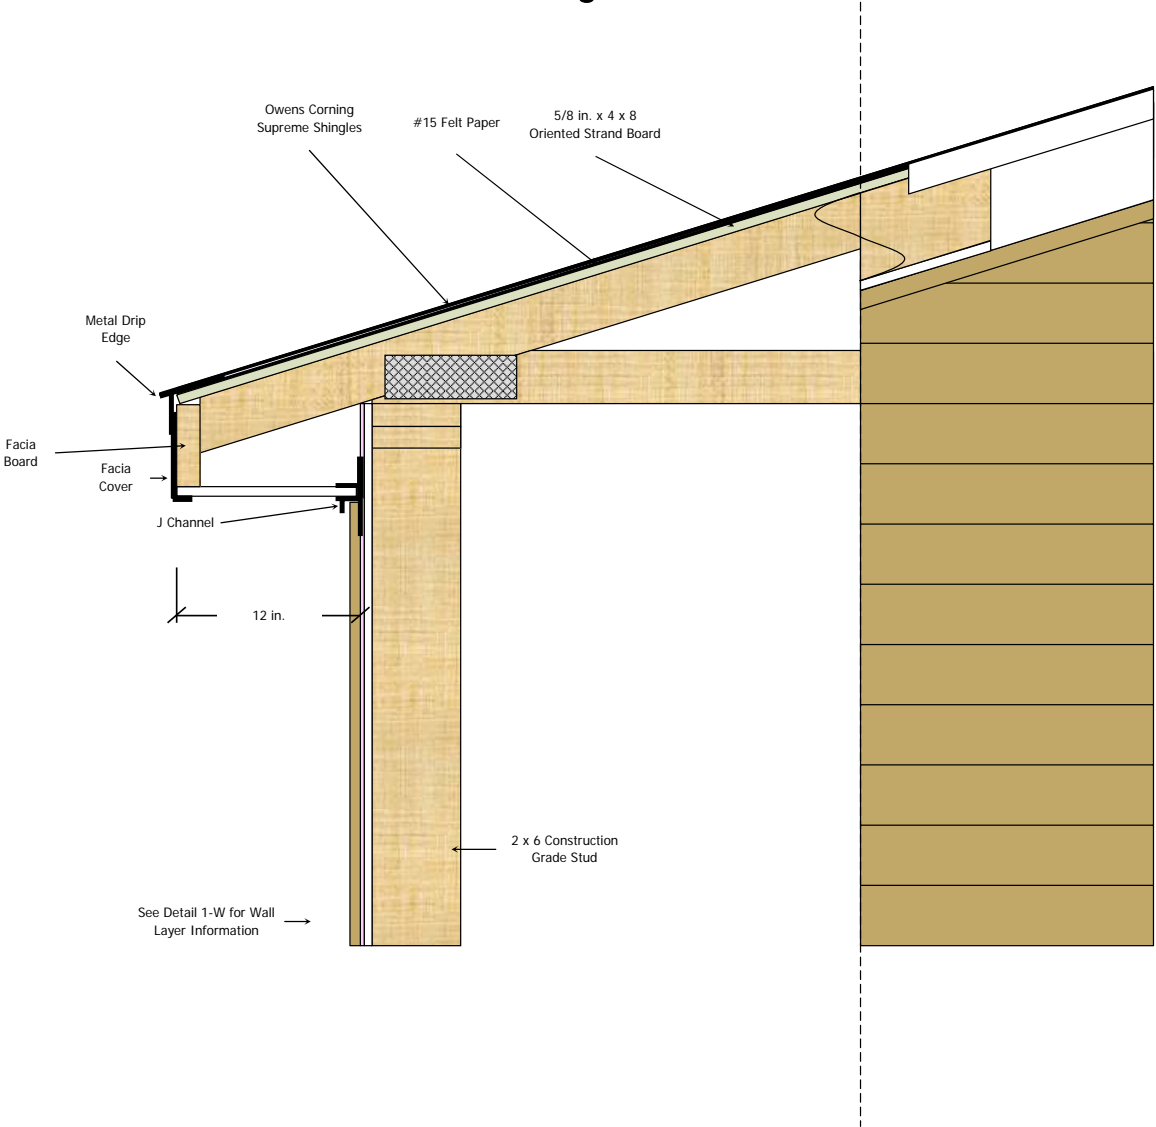 Owens Corning
Supreme Shingles
#15 Felt Paper
5/8 in. x 4 x 8
Oriented Strand Board
Metal Drip
Edge
Facia
Board
Facia
Cover
J Channel
12 in.
2 x 6 Construction
Grade Stud
See Detail 1-W for Wall
Layer Information